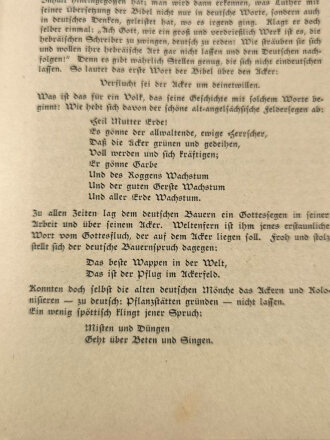 Inhalt hineingegossen hat; man wird dann erkennen, was Luther mit
seiner Übersetzung der Bibel nicht nur in deutsche Worte, sondern auch
in deutsches Denken, geleistet hat, wo es irgend ging. Klagt er doch
selber einmal: „Ach Gott, wie ein groß und verdrießlich Werk ist es, die
hebräischen Schreiber zu zwingen, deutsch zu reden! Wie sträuben sie sich
und wollen ihre hebräische Art gar nicht lassen und dem Deutschen nach-
folgen!“ Denn es gibt wahrlich Stellen genug, die sich nicht eindeutschen
lassen. So lautet das erste Wort der Bibel über den Acker:
Verflucht sei der Acker um deinetwillen.
Was ist das für ein Volk, das seine Geschichte mit solchem Worte be-
ginnt! Wie hebt sich davon der schöne alt-angelsächsische Feldersegen ab:
Heil Mutter Erde!
Es gönne der allwaltende, ewige Herrscher,
Daß die Äcker grünen und gedeihen,
Voll werden und sich kräftigen;
Er gönne Garbe
Und des Roggens Wachstum
Und der guten Gerste Wachstum
Und aller Erde Wachstum.
Zu allen Zeiten lag dem deutschen Bauern ein Gottessegen in seiner
Arbeit und über seinem Acker. Weltenfern ist ihm jenes erstaunliche
Wort vom Gottesfluch, der auf dem Acker liegen soll. Froh und stolz
stellt sich der deutsche Bauernspruch dagegen:
Das beste Wappen in der Welt,
Das ist der Pflug im Ackerfeld.
Konnten doch selbst die alten deutschen Mönche das Ackern und Kolo-
nisieren — zu deutsch: Pflanzstätten gründen — nicht lassen.
Ein wenig spöttisch klingt jener Spruch:
Misten und Düngen
Geht über Beten und Singen.